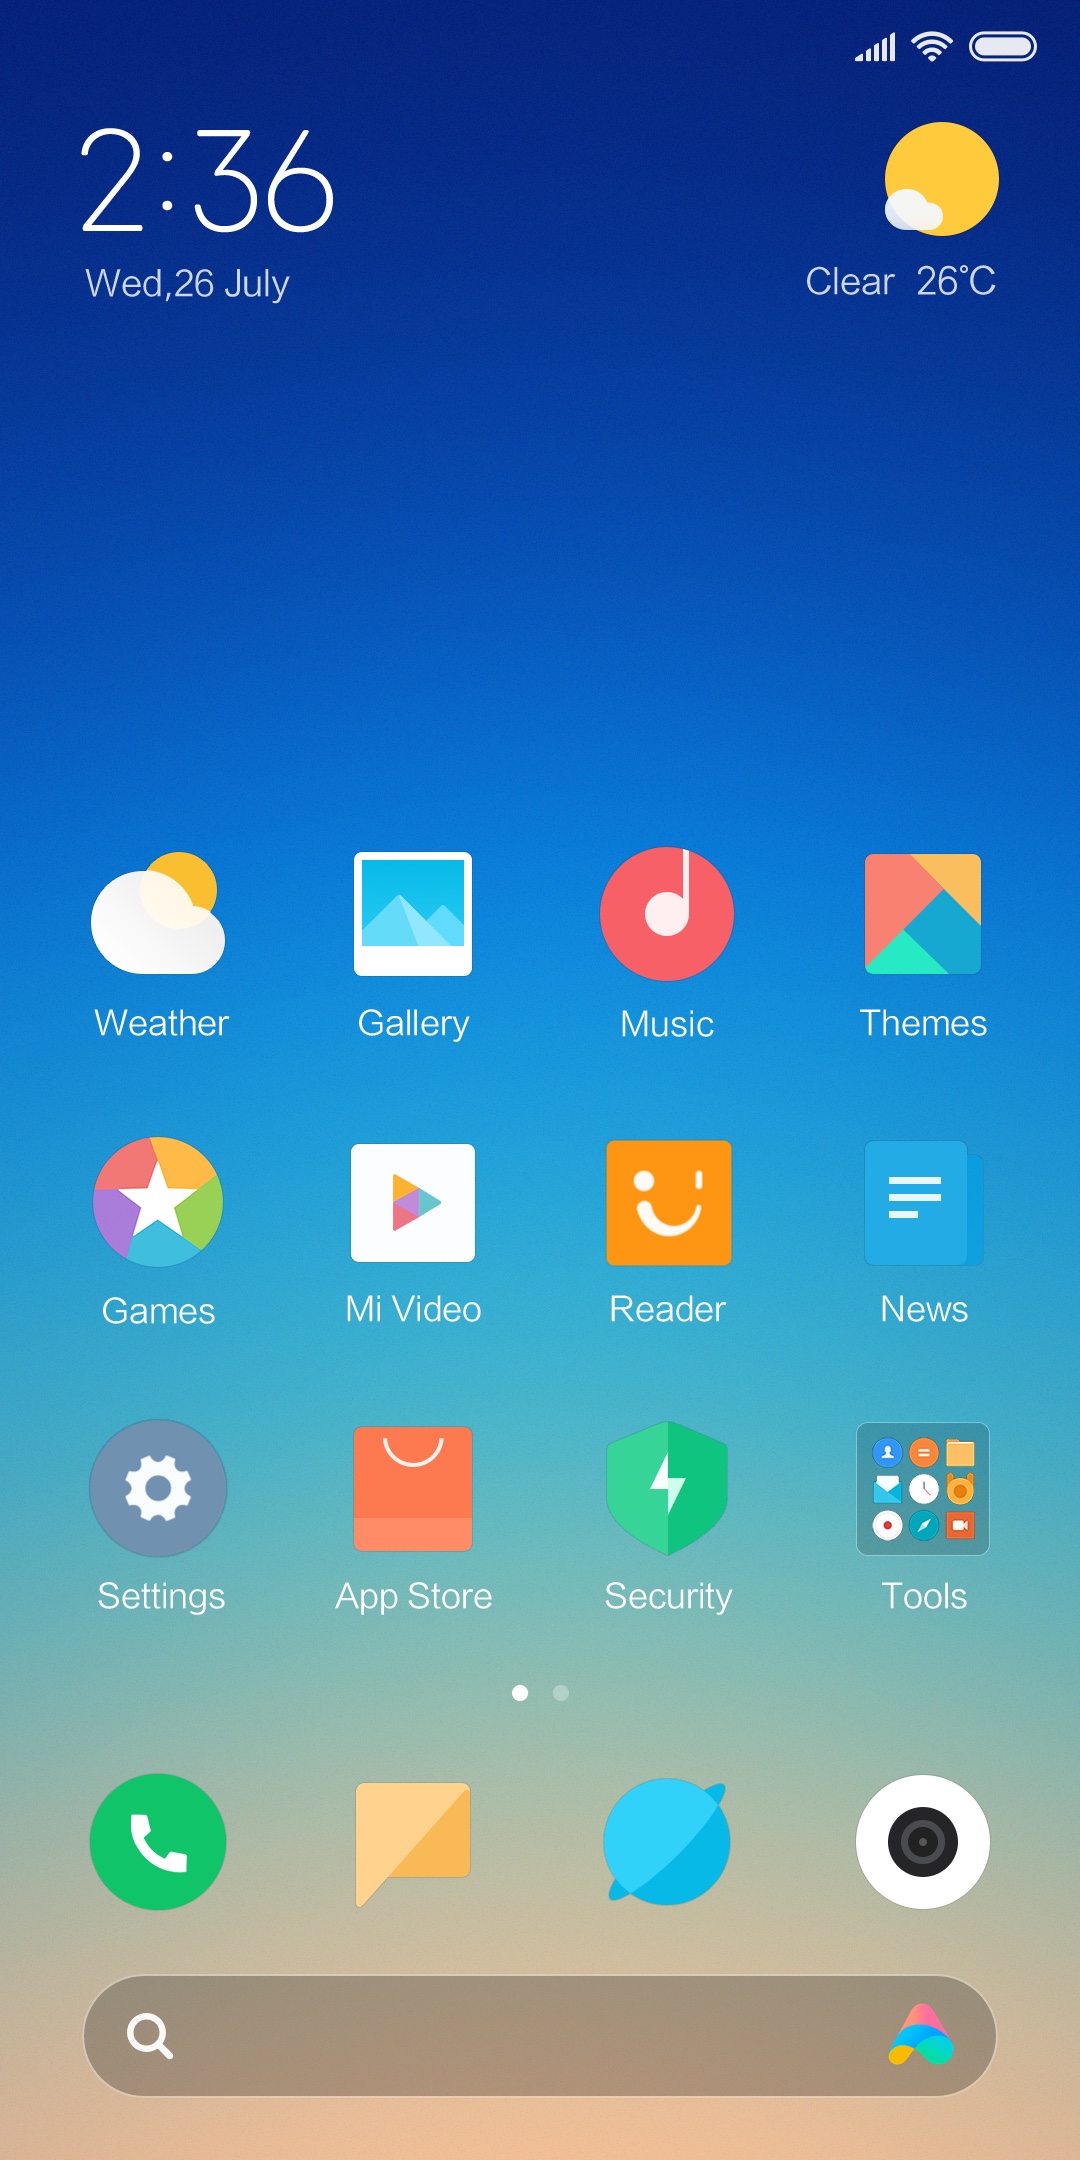 2:36
Wed,26 July
Clear 26°C
Weather
Gallery
Music
Themes
Games
Mi Video
Reader
News
Settings
App Store
Security
Tools